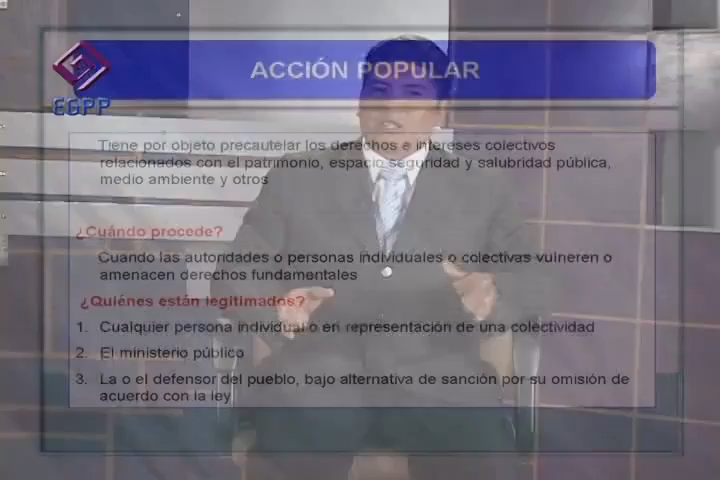 ACCIÓN POPULAR
EGPP
Tiene por objeto precautelar los derechos e intereses colectivos
relacionados con el patrimonio, espacio seguridad y salubridad pública,
medio ambiente y otros
¿Cuándo procede?
Cuando las autoridades o personas individuales o colectivas vulneren o
amenacen derechos fundamentales
¿Quiénes están legitimados?
1. Cualquier persona individual o en representación de una colectividad
2. El ministerio público
3. La o el defensor del pueblo, bajo alternativa de sanción por su omisión de
acuerdo con la ley